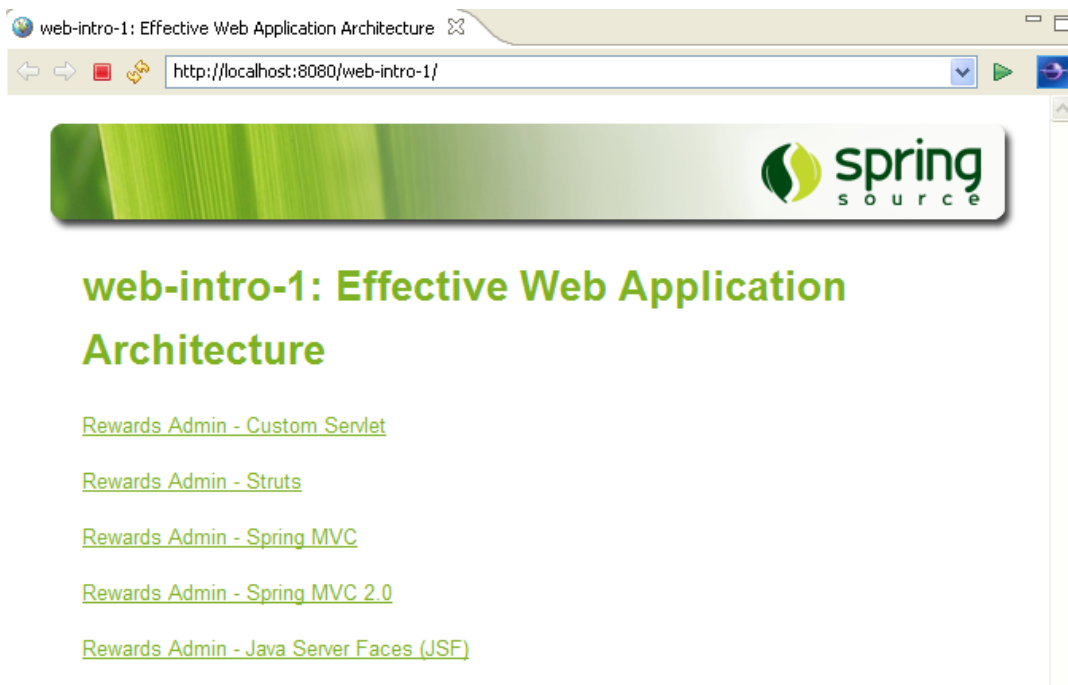 web-intro-1: Effective Web Application Architecture
http://localhost:8080/web-intro-1/
spring
source
web-intro-1: Effective Web Application
Architecture
Rewards Admin - Custom Servlet
Rewards Admin - Struts
Rewards Admin - Spring MVC
Rewards Admin - Spring MVC 2.0
Rewards Admin - Java Server Faces (JSF)